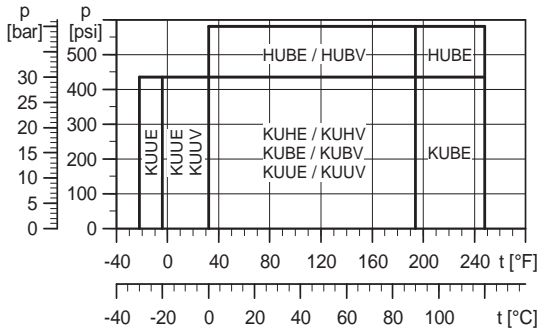 p p
[bar] [psi]
500
400
300
200
100
0
30
25
20
15
10
5
0
HUBE / HUBV HUBE
KUUE
KUUE
KUUV
KUHE / KUHV
KUBE / KUBV
KUUE / KUUV
KUBE
-40 0 40 80 120 160 200 240 t [°F]
-40 -20 0 20 40 60 80 100 t [°C]